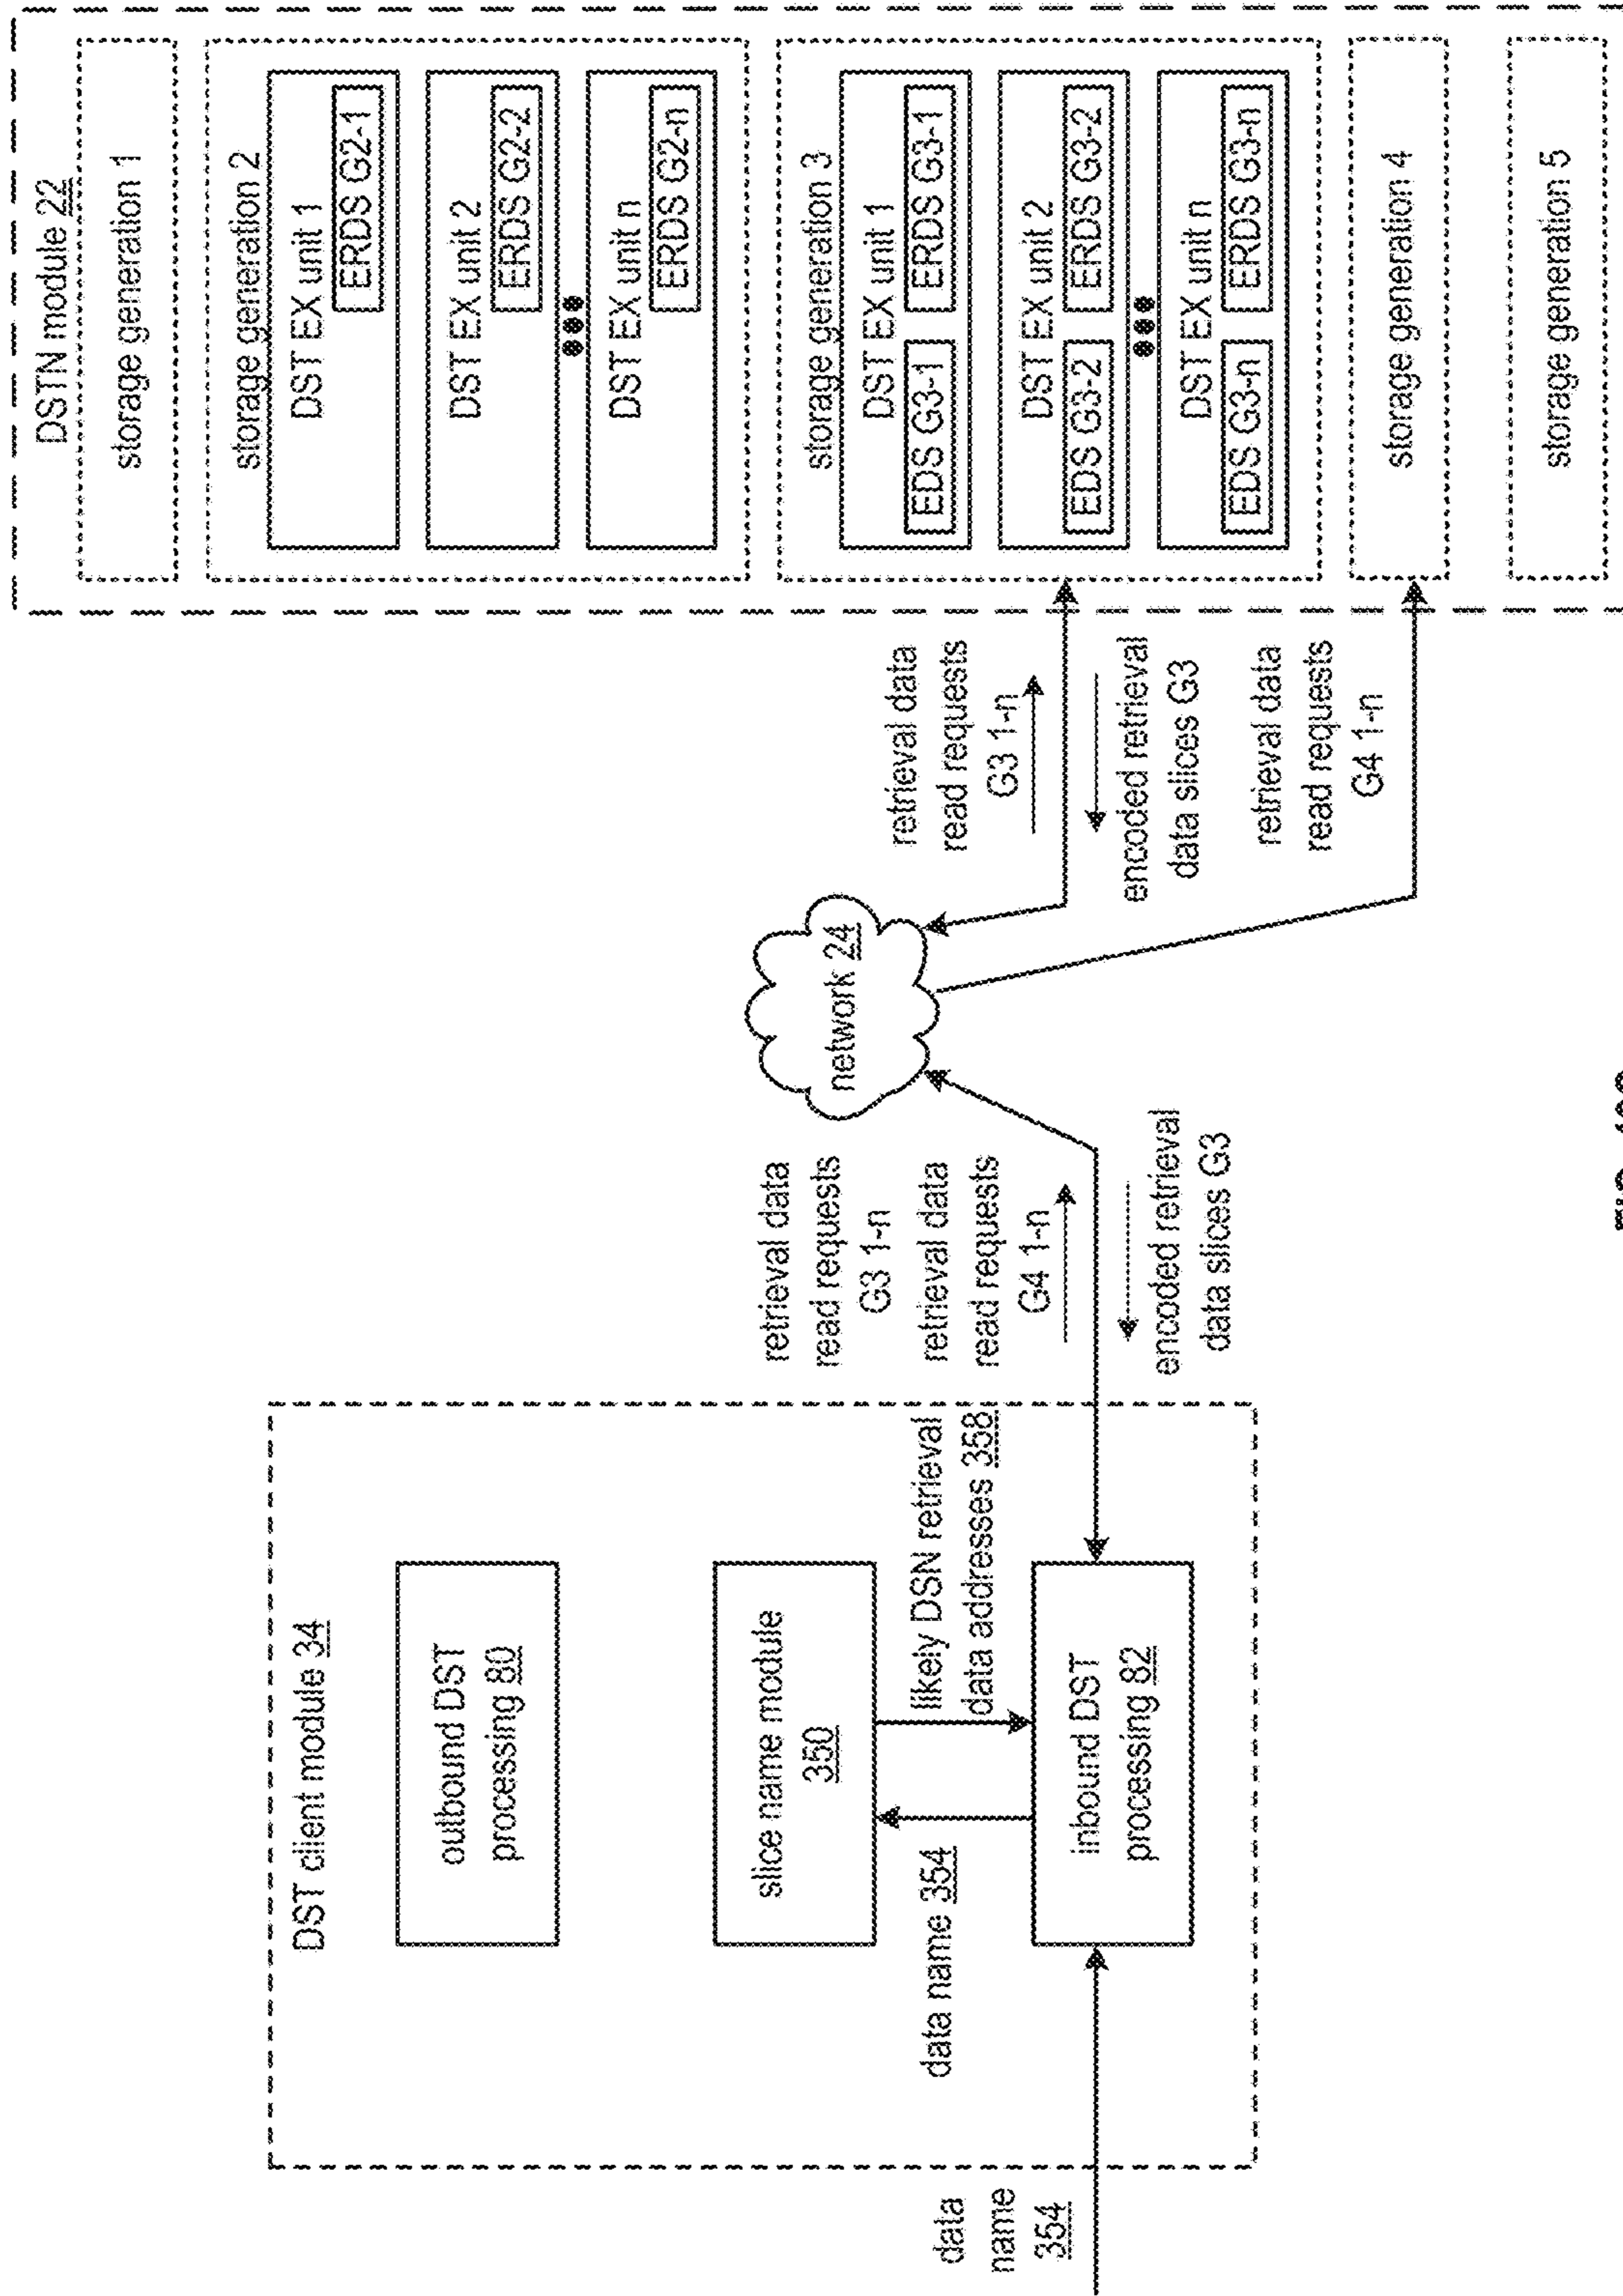 data
name
354
DST client module 34
outbound DST
processing 80
slice name module
350
data name 354
likely DSN retrieval
data addresses 358
inbound DST
processing 82
retrieval data
read requests
G3 1-n
retrieval data
read requests
G4 1-n
encoded retrieval
data slices G3
network 24
retrieval data
read requests
G3 1-n
encoded retrieval
data slices G3
retrieval data
read requests
G4 1-n
DSTN module 22
storage generation 1
storage generation 2
DST EX unit 1
ERDS G2-1
DST EX unit 2
ERDS G2-2
DST EX unit n
ERDS G2-n
storage generation 3
DST EX unit 1
EDS G3-1
ERDS G3-1
DST EX unit 2
EDS G3-2
ERDS G3-2
DST EX unit n
EDS G3-n
ERDS G3-n
storage generation 4
storage generation 5